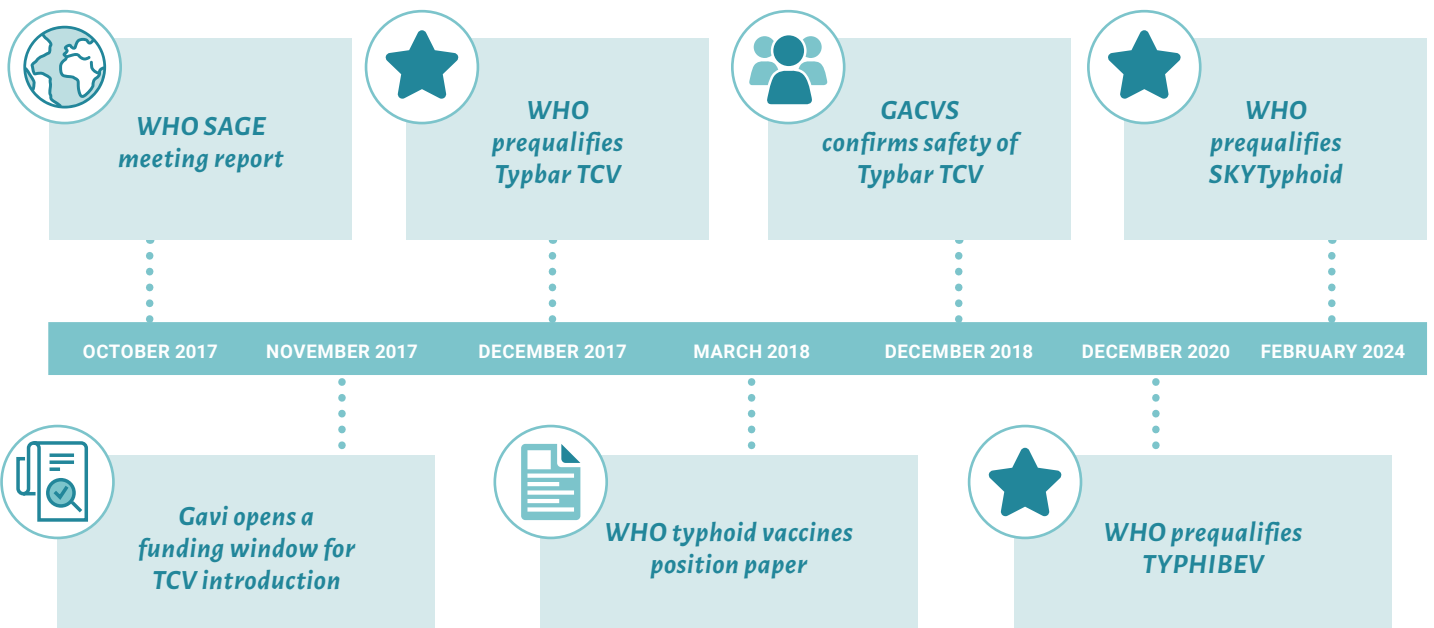 WHO SAGE
meeting report
WHO
prequalifies
Typbar TCV
GACVS
confirms safety of
Typbar TCV
WHO
prequalifies
SKYTyphoid
OCTOBER 2017
NOVEMBER 2017
DECEMBER 2017
MARCH 2018
DECEMBER 2018
DECEMBER 2020
FEBRUARY 2024
Gavi opens a
funding window for
TCV introduction
WHO typhoid vaccines
position paper
WHO prequalifies
TYPHIBEV